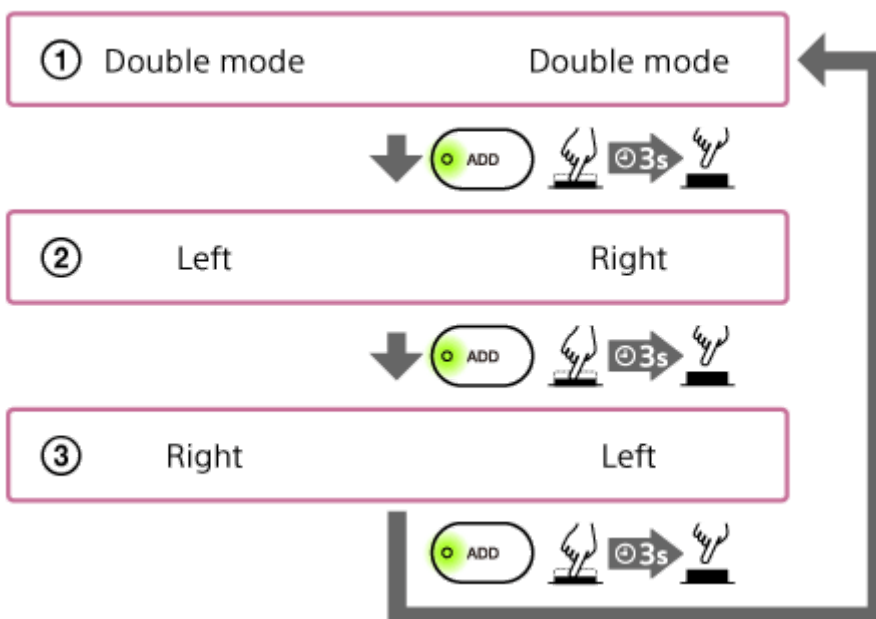 ① Double mode Double mode
ADD 3s
② Left Right
ADD 3s
③ Right Left
ADD 3s